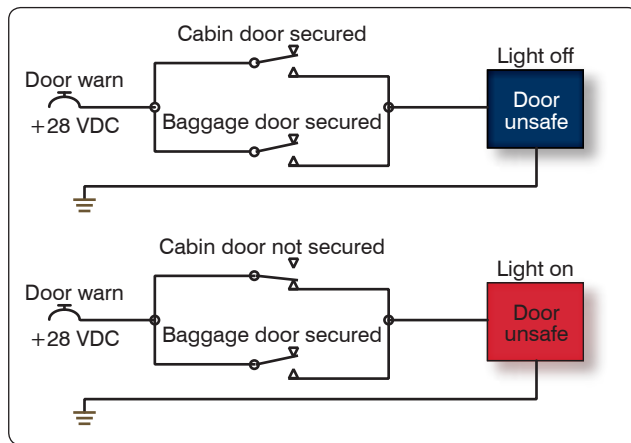 Cabin door secured
Light off
Door warn
+28 VDC
Baggage door secured
Door
unsafe
Cabin door not secured
Light on
Door warn
+28 VDC
Baggage door secured
Door
unsafe